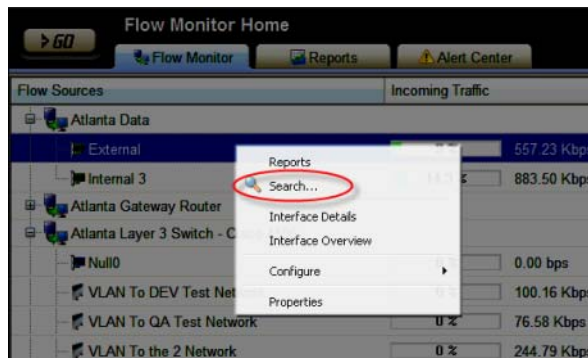 Flow Monitor Home
> GO
Flow Monitor
Reports
Alert Center
Flow Sources
Incoming Traffic
Atlanta Data
External
557.23 Kbps
Internal 3
883.50 Kbps
Atlanta Gateway Router
Atlanta Layer 3 Switch -
Null0
0.00 bps
VLAN To DEV Test Network
100.16 Kbps
VLAN To QA Test Network
0 %
76.58 Kbps
VLAN To the 2 Network
0 %
244.79 Kbps
Reports
Search...
Interface Details
Interface Overview
Configure
Properties